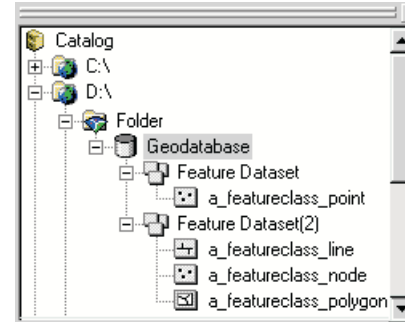 Catalog
C:\
D:\
Folder
Geodatabase
Feature Dataset
a_featureclass_point
Feature Dataset(2)
a_featureclass_line
a_featureclass_node
a_featureclass_polygon